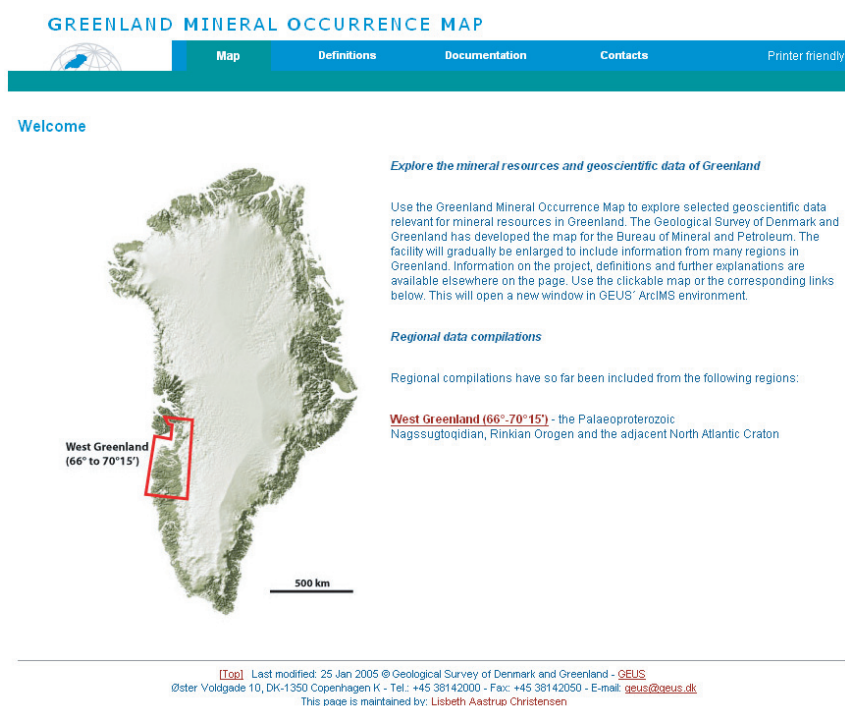 GREENLAND MINERAL OCCURRENCE MAP
Map Definitions Documentation Contacts Printer friendly
Welcome
Explore the mineral resources and geoscientific data of Greenland
Use the Greenland Mineral Occurrence Map to explore selected geoscientific data
relevant for mineral resources in Greenland. The Geological Survey of Denmark and
Greenland has developed the map for the Bureau of Mineral and Petroleum. The
facility will gradually be enlarged to include information from many regions in
Greenland. Information on the project, definitions and further explanations are
available elsewhere on the page. Use the clickable map or the corresponding links
below. This will open a new window in GEUS´ ArcIMS environment.
Regional data compilations
Regional compilations have so far been included from the following regions:
West Greenland (66°-70°15') - the Palaeoproterozoic
Nagssugtoqidian, Rinkian Orogen and the adjacent North Atlantic Craton
West Greenland
(66° to 70°15')
500 km
[Top] Last modified: 25 Jan 2005 © Geological Survey of Denmark and Greenland - GEUS
Øster Voldgade 10, DK-1350 Copenhagen K - Tel.: +45 38142000 - Fax: +45 38142050 - E-mail: geus@geus.dk
This page is maintained by: Lisbeth Aastrup Christensen